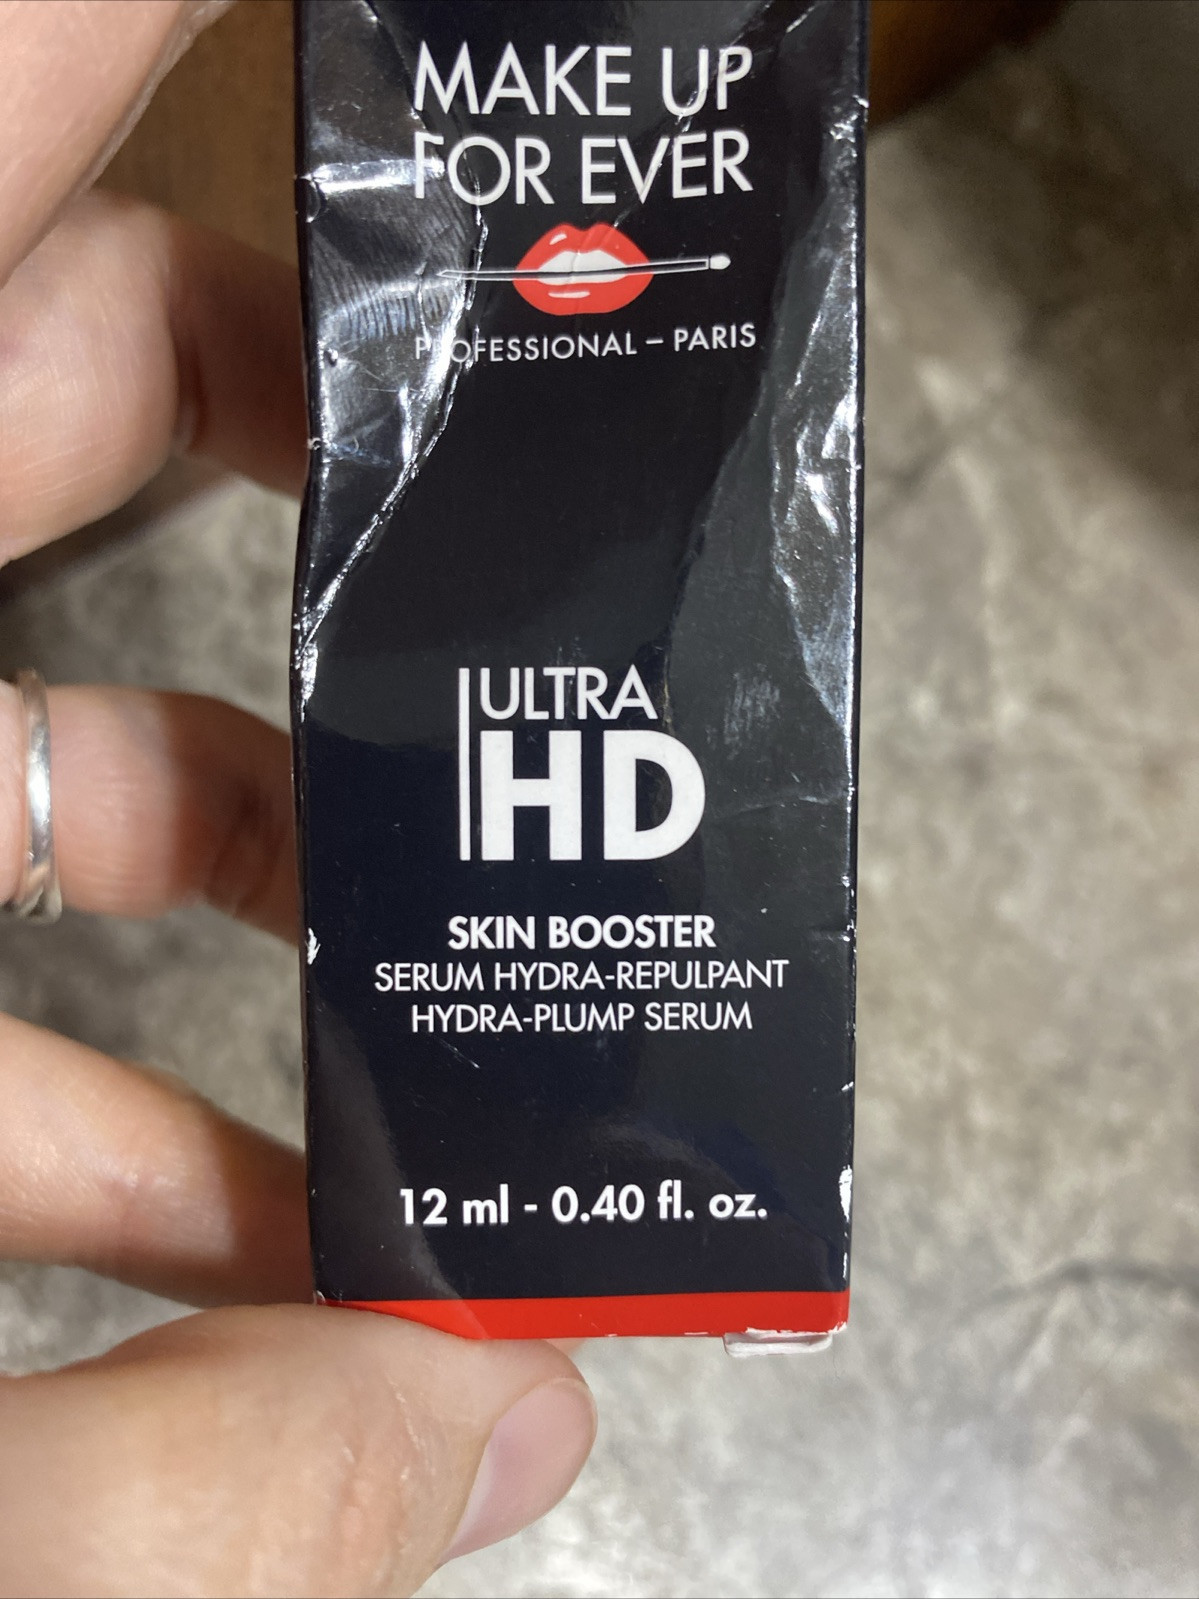 MAKE UP
FOR EVER
PROFESSIONAL – PARIS
ULTRA
HD
SKIN BOOSTER
SERUM HYDRA-REPULPANT
HYDRA-PLUMP SERUM
12 ml - 0.40 fl. oz.